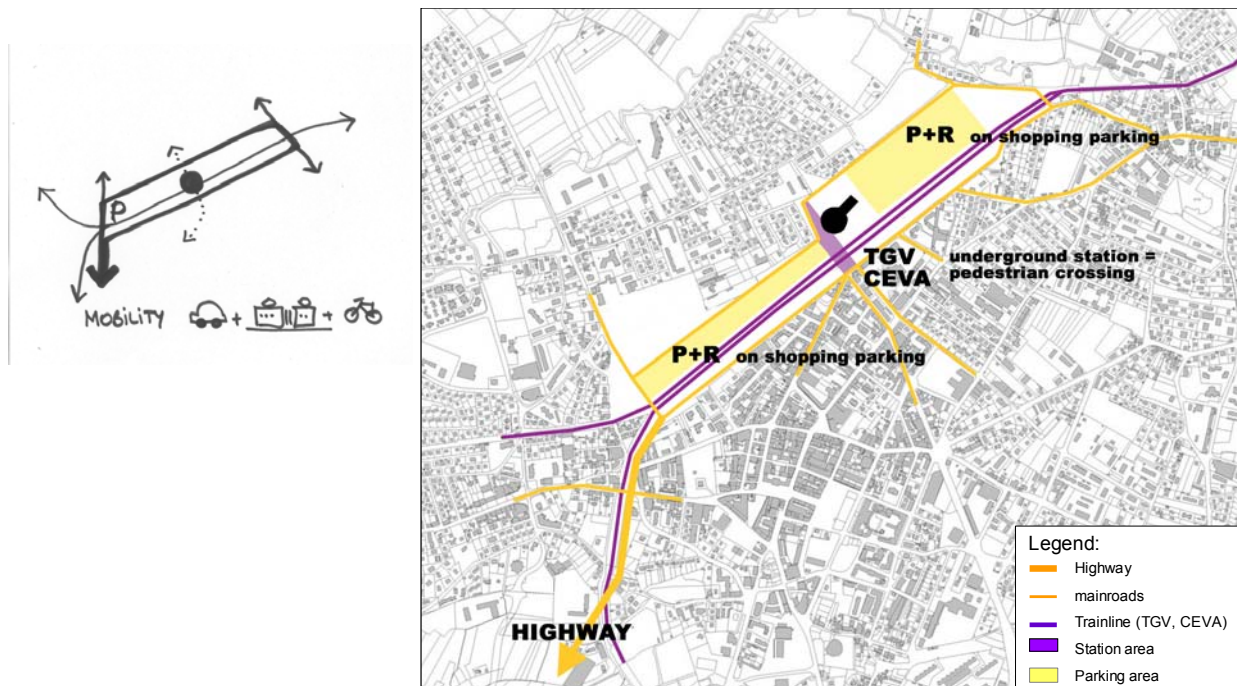 P
MOBILITY + +
P+R on shopping parking
TGV
CEVA
underground station =
pedestrian crossing
P+R on shopping parking
HIGHWAY
Legend:
Highway
mainroads
Trainline (TGV, CEVA)
Station area
Parking area